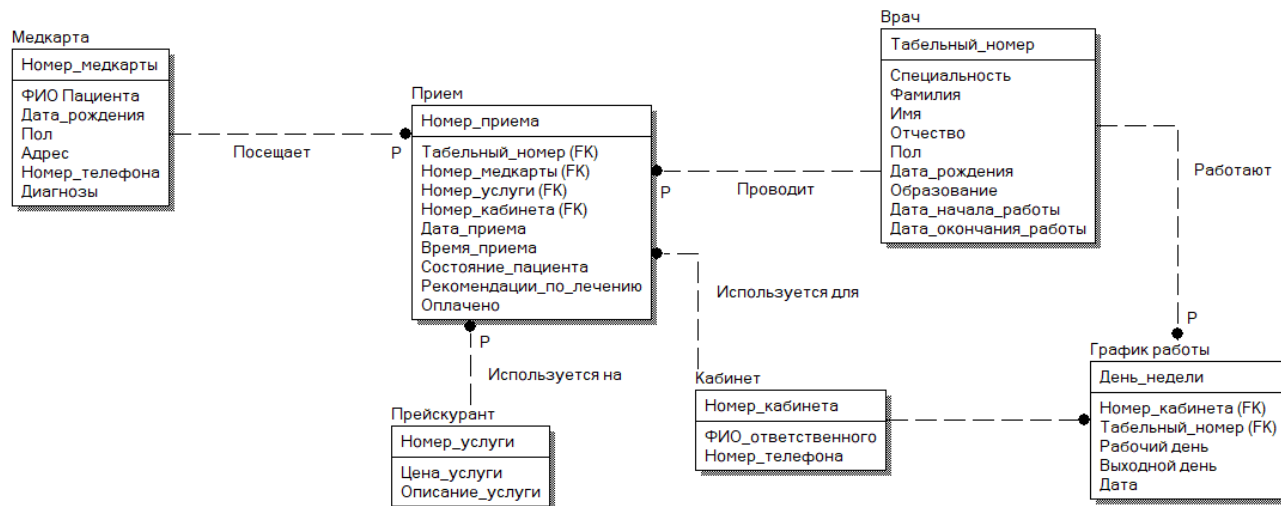 Медкарта
Номер_медкарты
ФИО Пациента
Дата_рождения
Пол
Адрес
Номер_телефона
Диагнозы
Посещает
P
Прием
Номер_приема
Табельный_номер (FK)
Номер_медкарты (FK)
Номер_услуги (FK)
Номер_кабинета (FK)
Дата_приема
Время_приема
Состояние_пациента
Рекомендации_по_лечению
Оплачено
P
Проводит
Врач
Табельный_номер
Специальность
Фамилия
Имя
Отчество
Пол
Дата_рождения
Образование
Дата_начала_работы
Дата_окончания_работы
Работают
P
Используется для
P
Используется на
Прейскурант
Номер_услуги
Цена_услуги
Описание_услуги
Кабинет
Номер_кабинета
ФИО_ответственного
Номер_телефона
График работы
День_недели
Номер_кабинета (FK)
Табельный_номер (FK)
Рабочий день
Выходной день
Дата